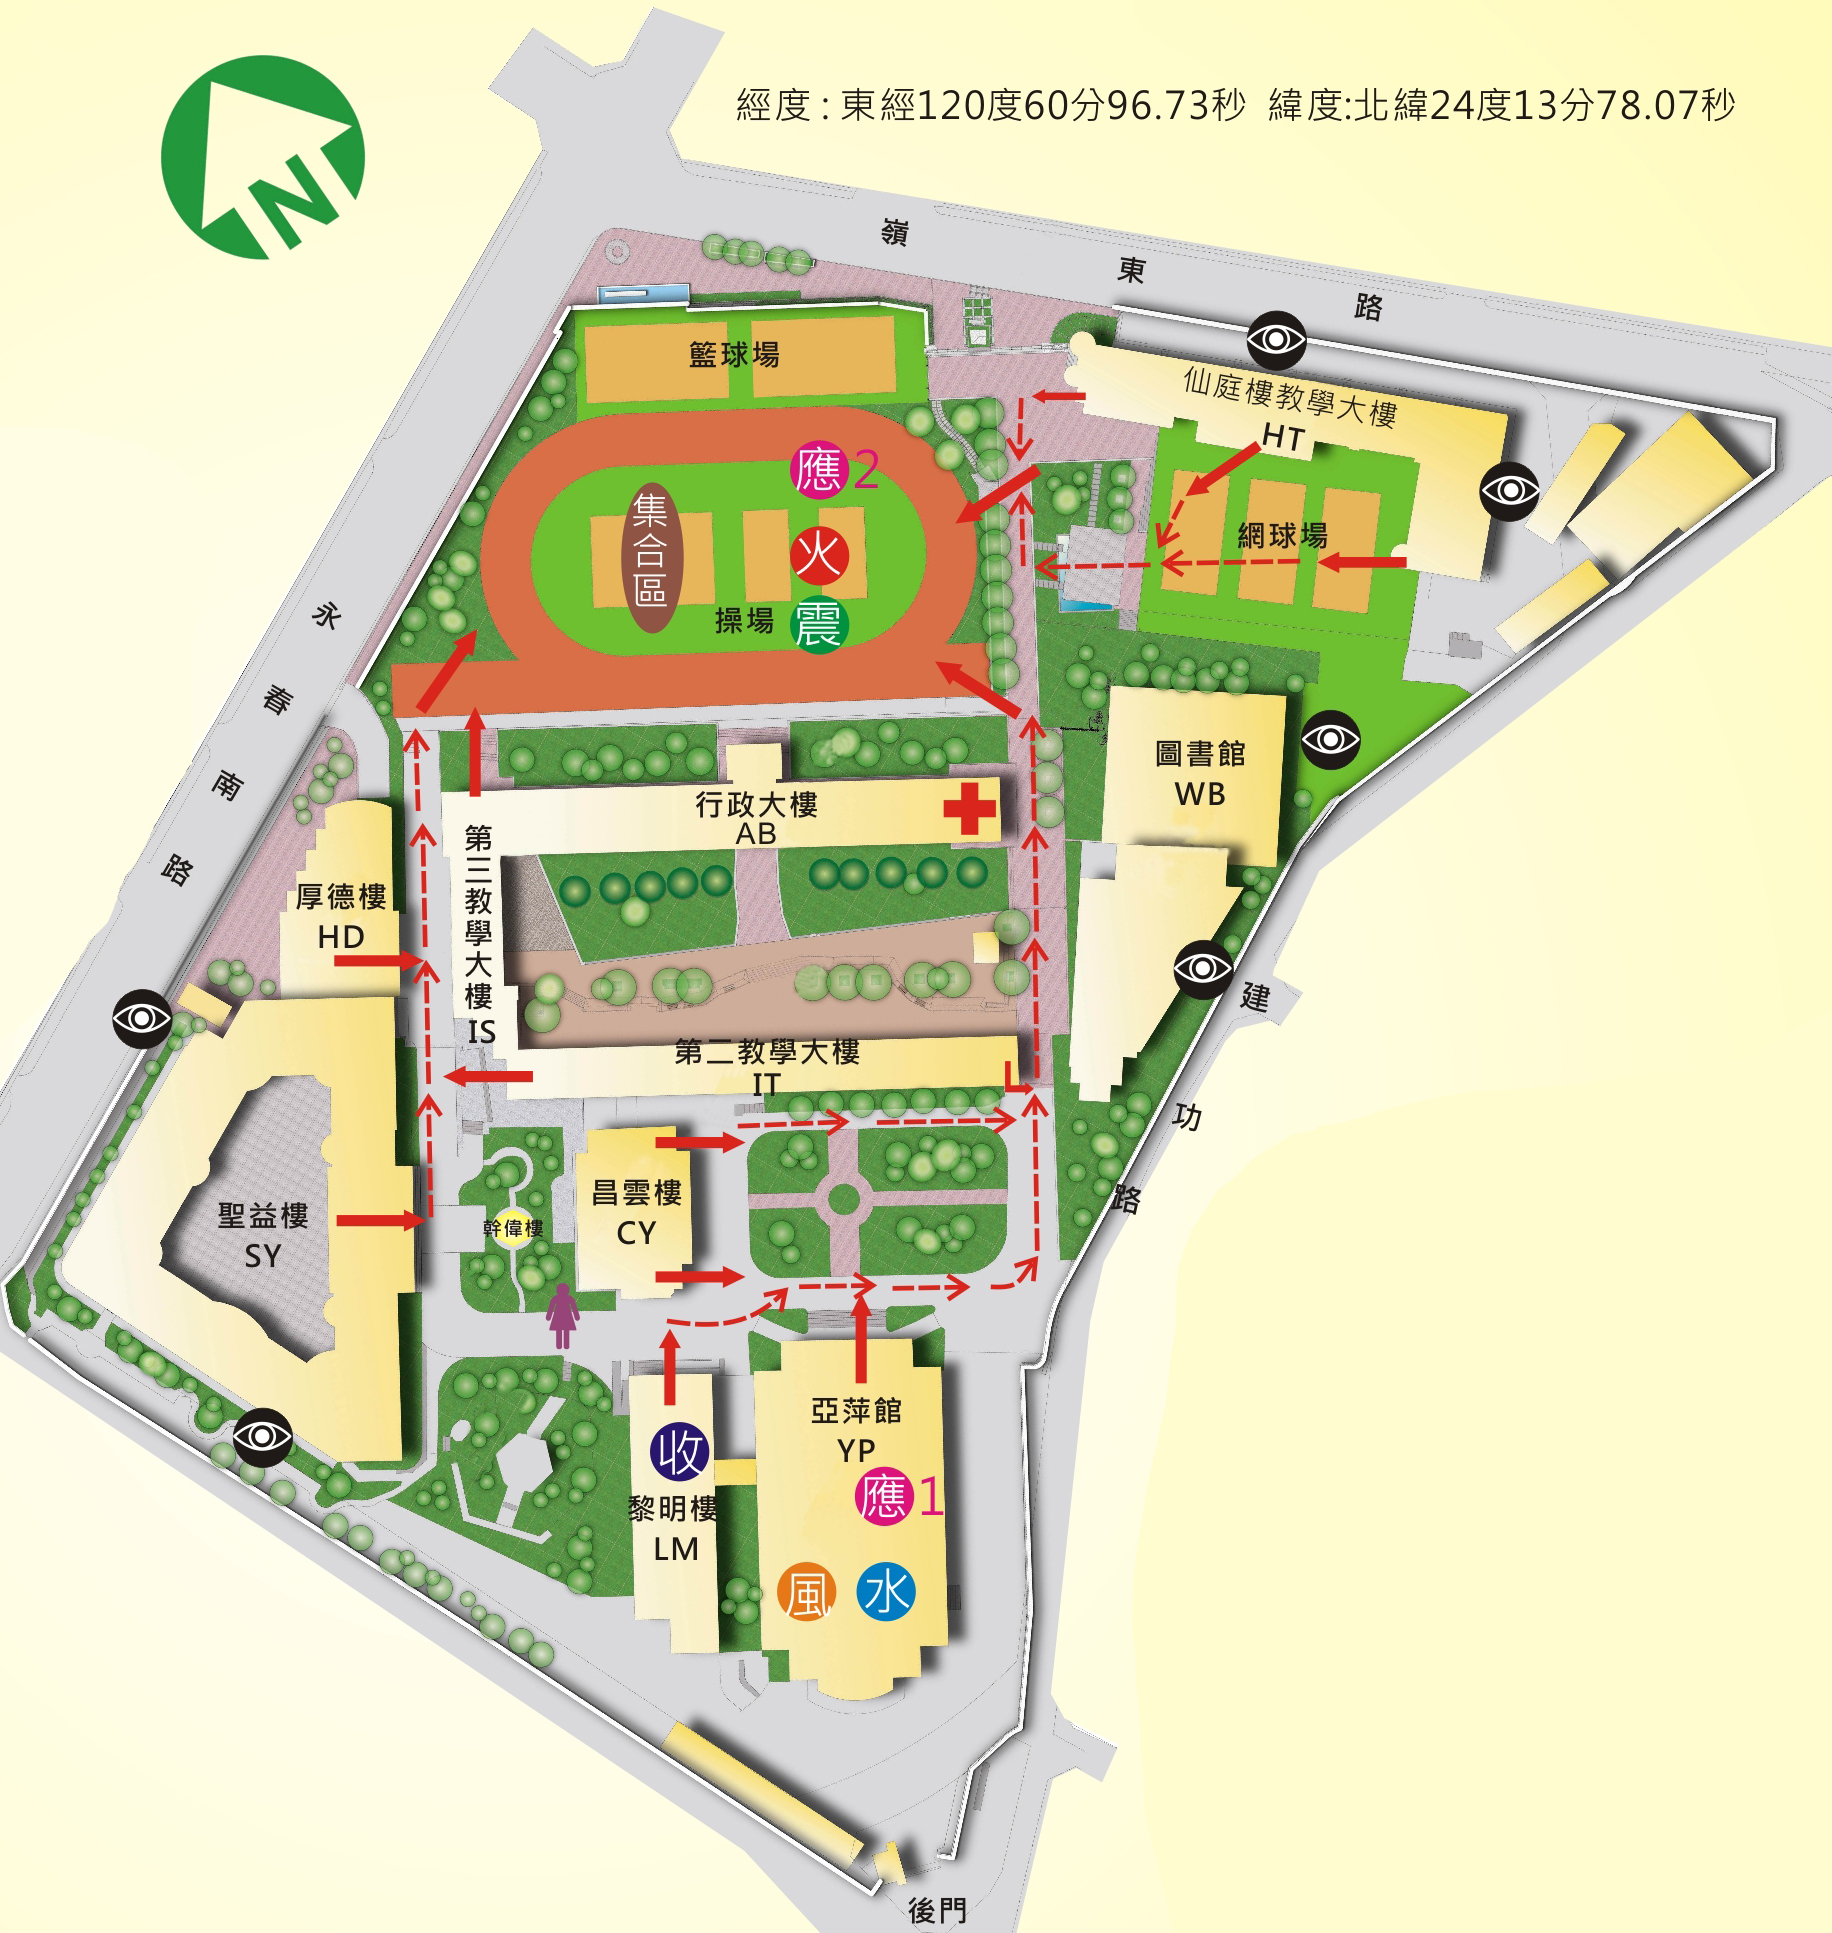 N
經度:東經120度60分96.73秒 緯度:北緯24度13分78.07秒
嶺東路
籃球場
仙庭樓教學大樓
HT
應2
集合區
火
網球場
操場
震
永春南路
圖書館
WB
行政大樓
AB
第三教學大樓
IS
厚德樓
HD
第二教學大樓
IT
建功路
昌雲樓
CY
聖益樓
SY
幹偉樓
亞萍館
YP
收
應1
黎明樓
LM
風
水
後門